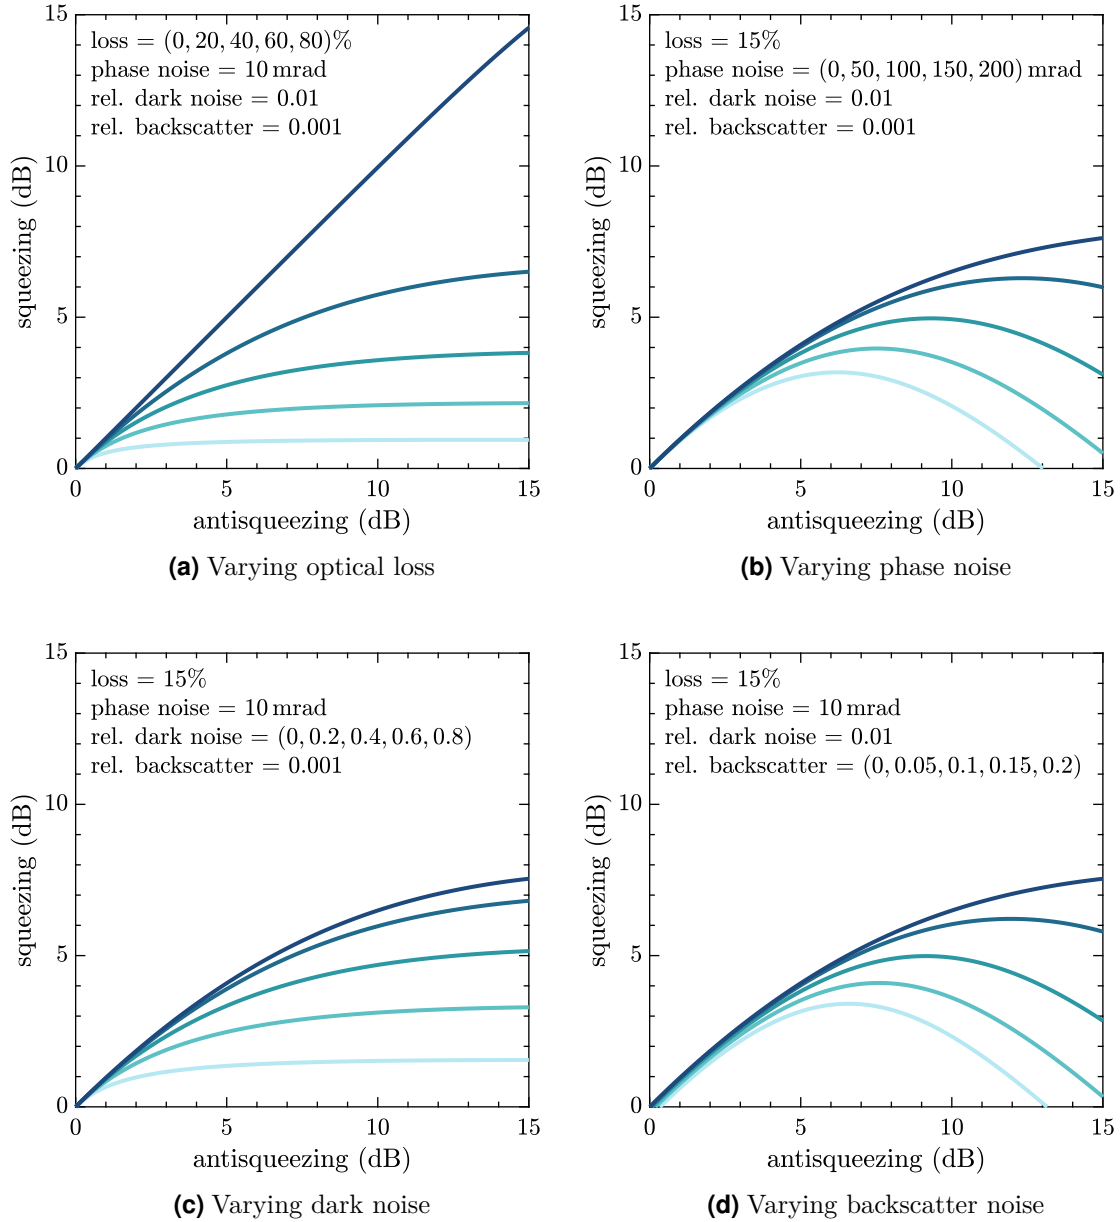 15
10
5
0
squeezing (dB)
loss = (0, 20, 40, 60, 80)%
phase noise = 10 mrad
rel. dark noise = 0.01
rel. backscatter = 0.001
0 5 10 15
antisqueezing (dB)
(a) Varying optical loss
15
10
5
0
squeezing (dB)
loss = 15%
phase noise = (0, 50, 100, 150, 200) mrad
rel. dark noise = 0.01
rel. backscatter = 0.001
0 5 10 15
antisqueezing (dB)
(b) Varying phase noise
15
10
5
0
squeezing (dB)
loss = 15%
phase noise = 10 mrad
rel. dark noise = (0, 0.2, 0.4, 0.6, 0.8)
rel. backscatter = 0.001
0 5 10 15
antisqueezing (dB)
(c) Varying dark noise
15
10
5
0
squeezing (dB)
loss = 15%
phase noise = 10 mrad
rel. dark noise = 0.01
rel. backscatter = (0, 0.05, 0.1, 0.15, 0.2)
0 5 10 15
antisqueezing (dB)
(d) Varying backscatter noise